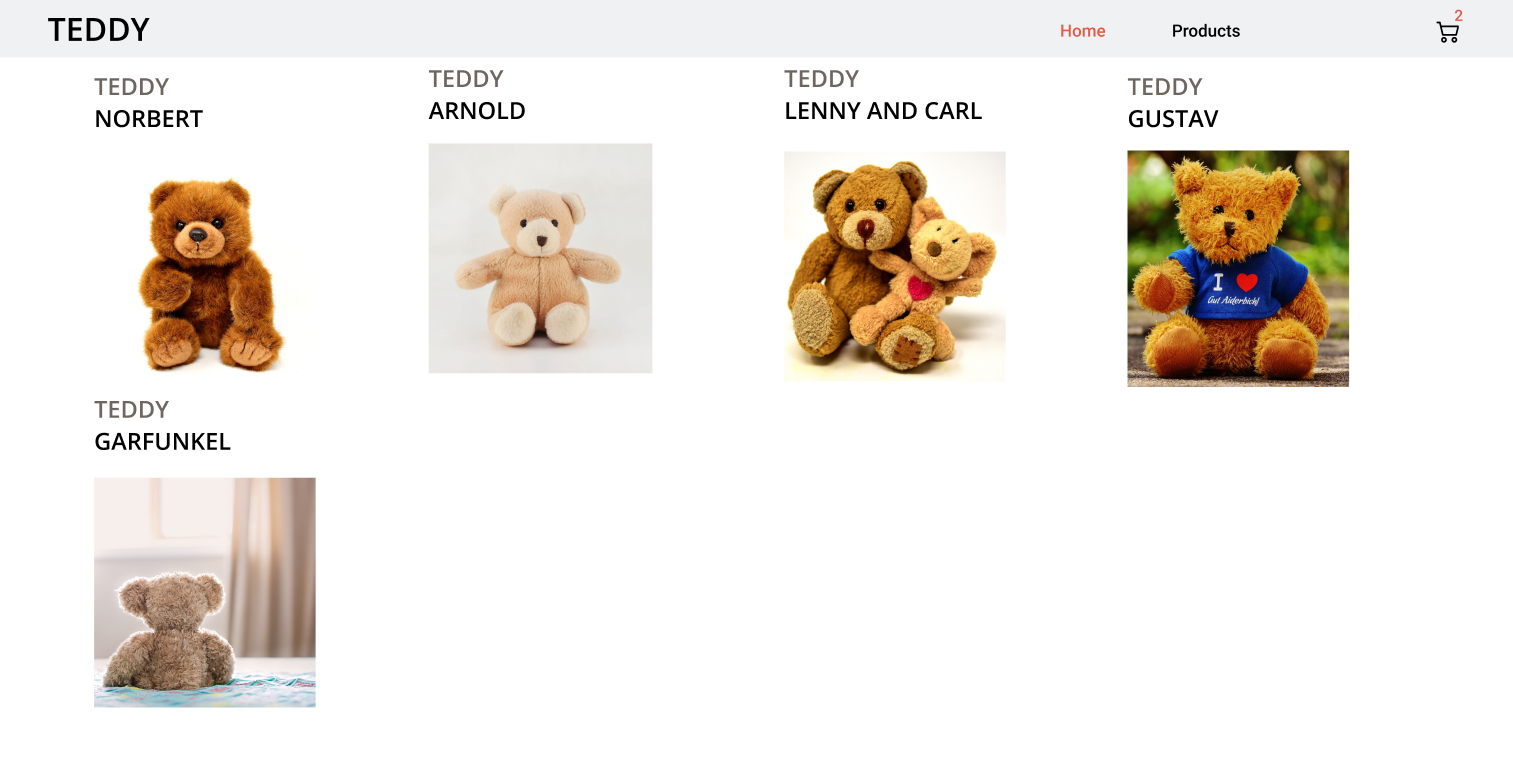 TEDDY
Home
Products
2
TEDDY
NORBERT
TEDDY
ARNOLD
TEDDY
LENNY AND CARL
TEDDY
GUSTAV
I ❤
Gut Aiderbichl
TEDDY
GARFUNKEL